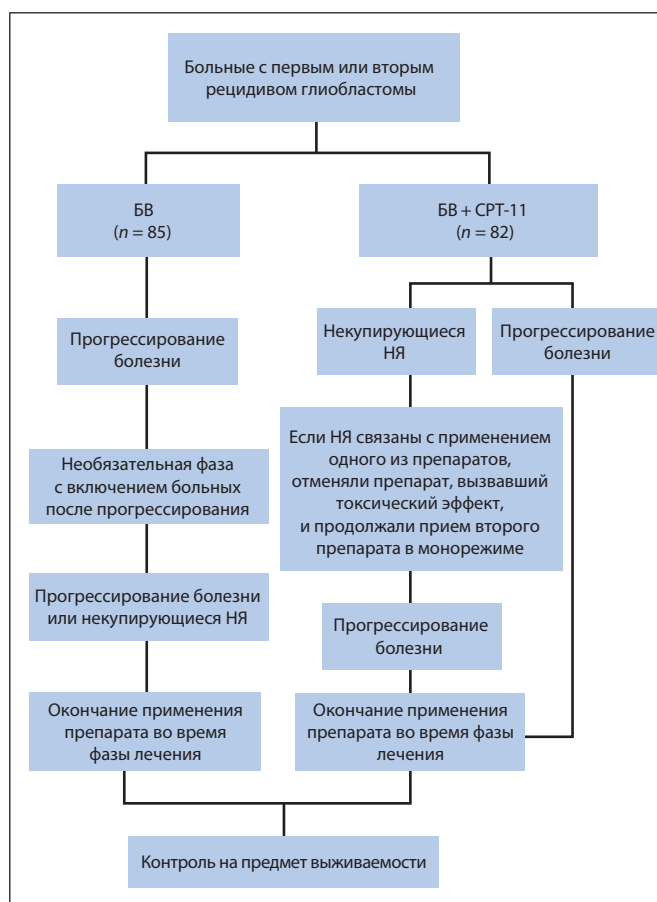 Больные с первым или вторым
рецидивом глиобластомы
БВ
(n = 85)
БВ + СРТ-11
(n = 82)
Прогрессирование
болезни
Некупирующиеся
НЯ
Прогрессирование
болезни
Необязательная фаза
с включением больных
после прогрессирования
Если НЯ связаны с применением
одного из препаратов,
отменяли препарат, вызвавший
токсический эффект,
и продолжали прием второго
препарата в монорежиме
Прогрессирование болезни
или некупирующиеся НЯ
Прогрессирование
болезни
Окончание применения
препарата во время
фазы лечения
Окончание применения
препарата во время фазы
лечения
Контроль на предмет выживаемости